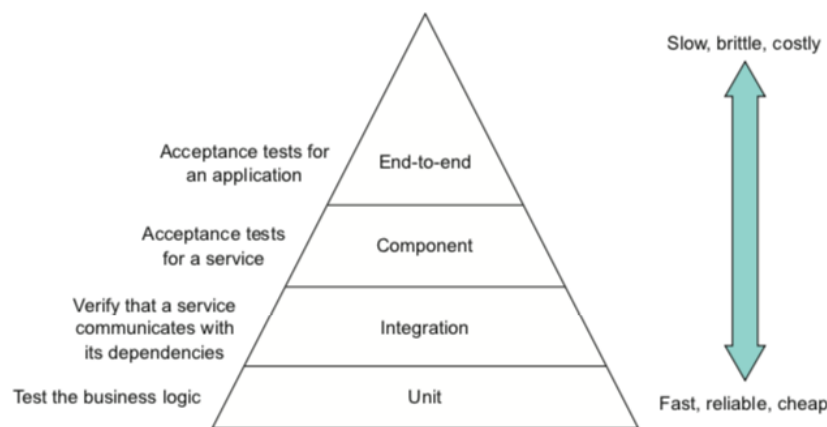 Slow, brittle, costly
Acceptance tests for
an application
End-to-end
Acceptance tests
for a service
Component
Verify that a service
communicates with
its dependencies
Integration
Test the business logic
Unit
Fast, reliable, cheap